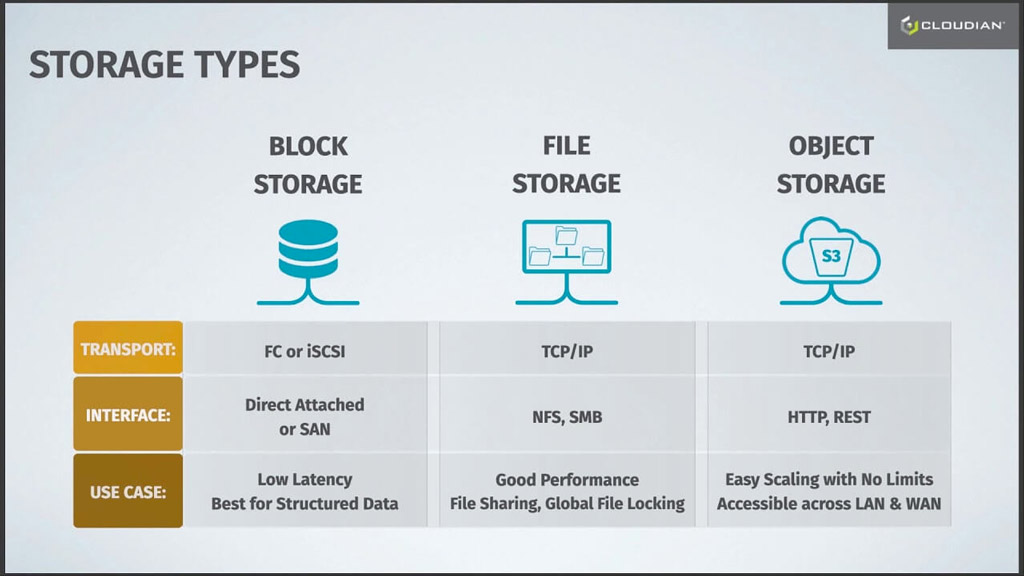 CLOUDIAN
STORAGE TYPES
BLOCK
STORAGE
FILE
STORAGE
OBJECT
STORAGE
S3
TRANSPORT:
FC or iSCSI
TCP/IP
TCP/IP
INTERFACE:
Direct Attached
or SAN
NFS, SMB
HTTP, REST
USE CASE:
Low Latency
Best for Structured Data
Good Performance
File Sharing, Global File Locking
Easy Scaling with No Limits
Accessible across LAN & WAN